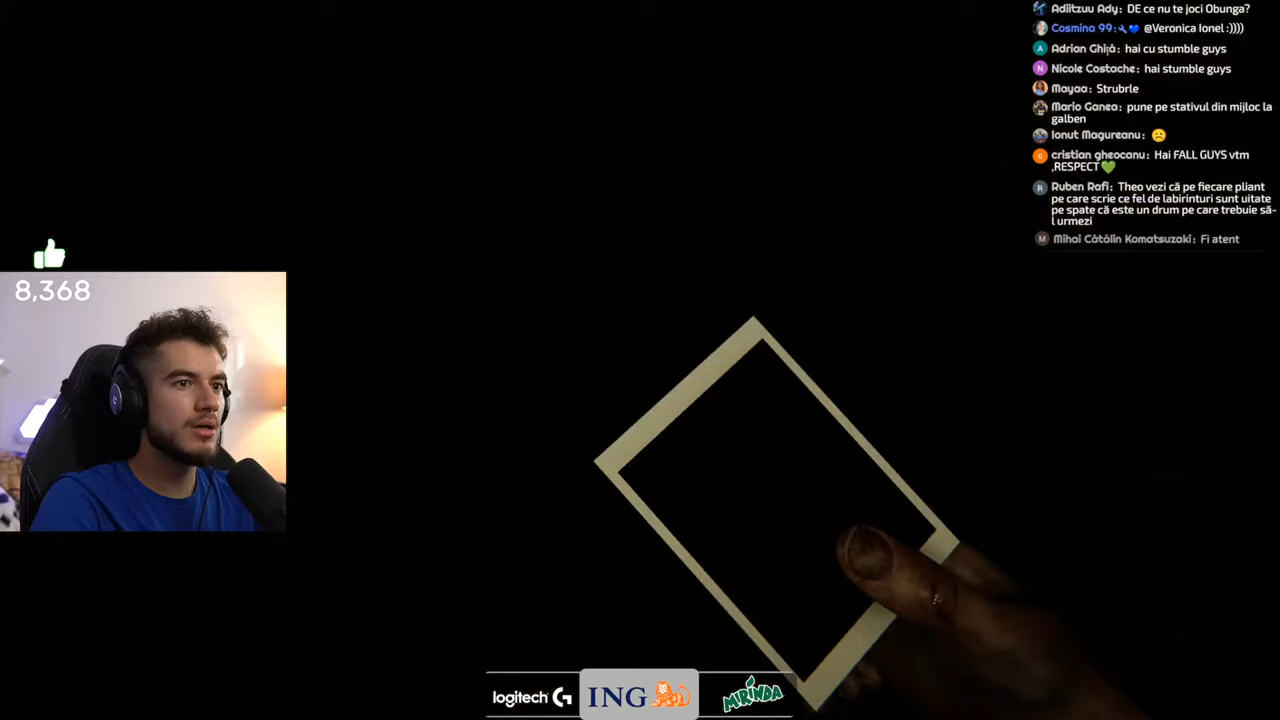 Adiitzuu Ady: DE ce nu te joci Obunga?
Cosmina 99: @Veronica Ionel :))))
A Adrian Ghiță: hai cu stumble guys
N Nicole Costache: hai stumble guys
Mayaa: Strubrle
Mario Ganea: pune pe stativul din mijloc la
galben
Ionut Magureanu:
c cristian gheocanu: Hai FALL GUYS vtm
,RESPECT
R Ruben Rafi: Theo vezi că pe fiecare pliant
pe care scrie ce fel de labirinturi sunt uitate
pe spate că este un drum pe care trebuie să-
l urmezi
M Mihai Cătălin Komatsuzaki: Fi atent
8,368
logitech G
ING
MIRINDA